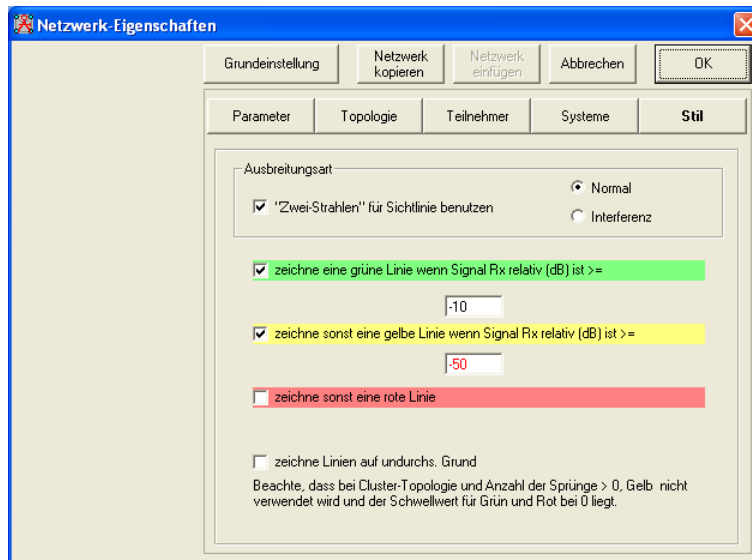 Netzwerk-Eigenschaften
Grundeinstellung
Netzwerk
kopieren
Netzwerk
einfügen
Abbrechen
OK
Parameter
Topologie
Teilnehmer
Systeme
Stil
Ausbreitungsart
"Zwei-Strahlen" für Sichtlinie benutzen
Normal
Interferenz
zeichne eine grüne Linie wenn Signal Rx relativ (dB) ist >=
-10
zeichne sonst eine gelbe Linie wenn Signal Rx relativ (dB) ist >=
-50
zeichne sonst eine rote Linie
zeichne Linien auf undurchs. Grund
Beachte, dass bei Cluster-Topologie und Anzahl der Sprünge > 0, Gelb nicht
verwendet wird und der Schwellwert für Grün und Rot bei 0 liegt.